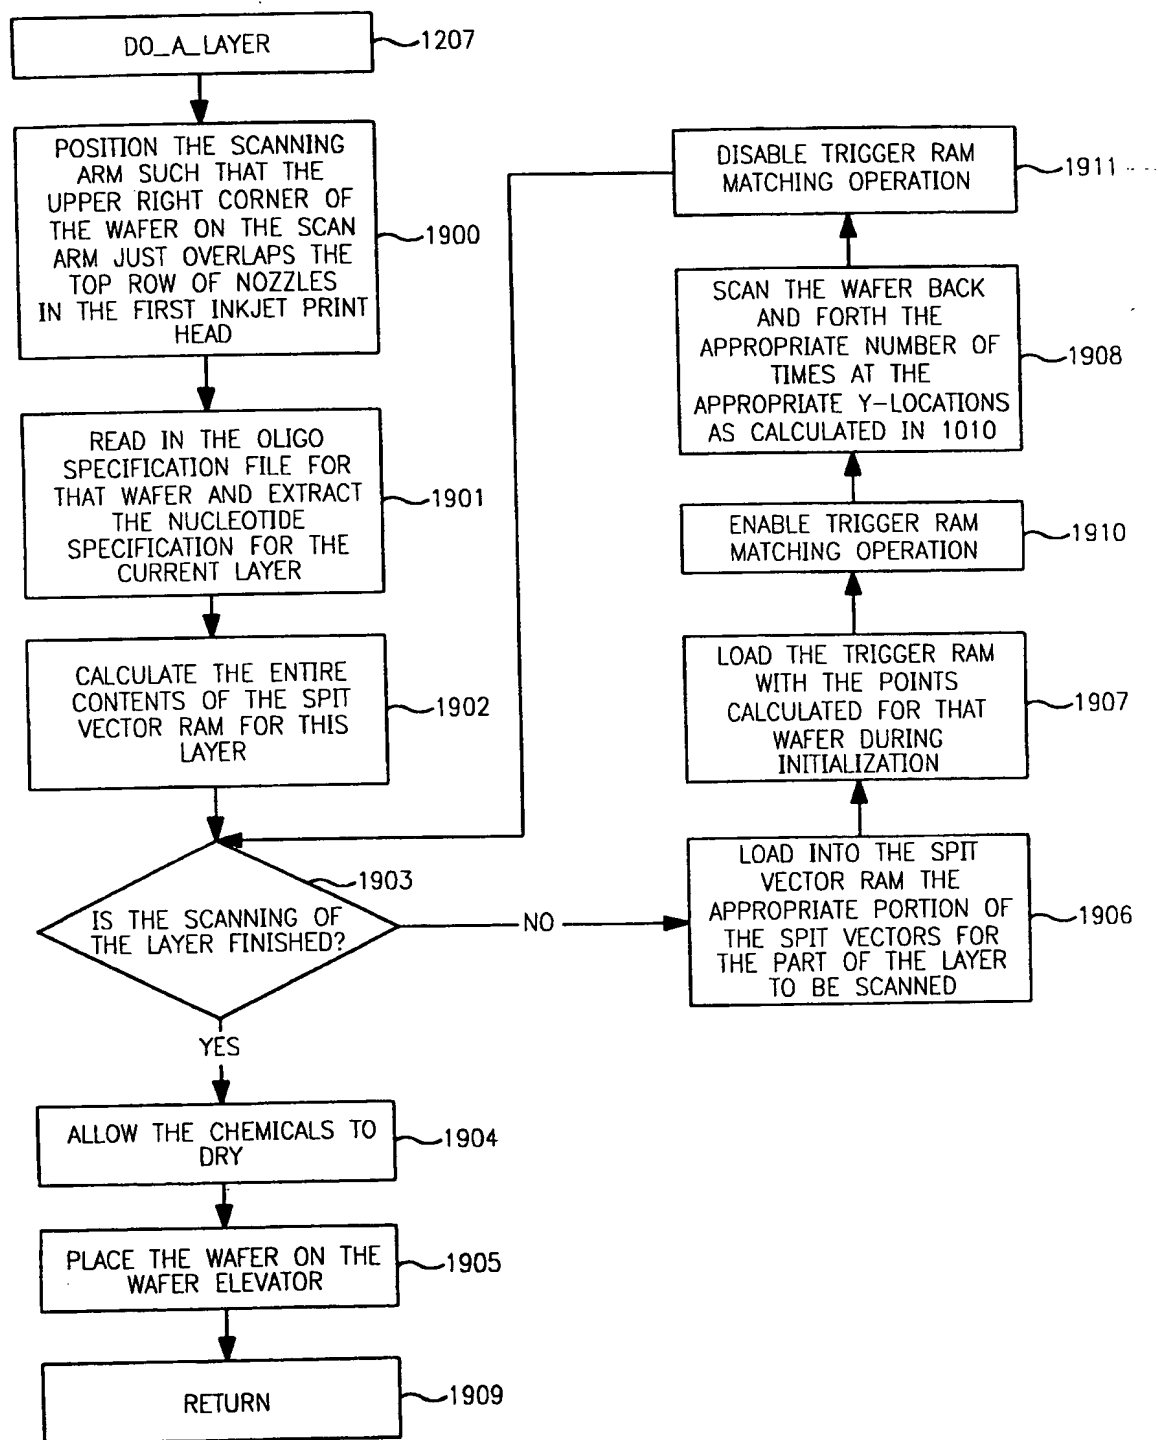 DO_A_LAYER
1207
POSITION THE SCANNING
ARM SUCH THAT THE
UPPER RIGHT CORNER OF
THE WAFER ON THE SCAN
ARM JUST OVERLAPS THE
TOP ROW OF NOZZLES
IN THE FIRST INKJET PRINT
HEAD
1900
READ IN THE OLIGO
SPECIFICATION FILE FOR
THAT WAFER AND EXTRACT
THE NUCLEOTIDE
SPECIFICATION FOR THE
CURRENT LAYER
1901
CALCULATE THE ENTIRE
CONTENTS OF THE SPIT
VECTOR RAM FOR THIS
LAYER
1902
IS THE SCANNING OF
THE LAYER FINISHED?
1903
NO
YES
ALLOW THE CHEMICALS TO
DRY
1904
PLACE THE WAFER ON THE
WAFER ELEVATOR
1905
RETURN
1909
DISABLE TRIGGER RAM
MATCHING OPERATION
1911
SCAN THE WAFER BACK
AND FORTH THE
APPROPRIATE NUMBER OF
TIMES AT THE
APPROPRIATE Y-LOCATIONS
AS CALCULATED IN 1010
1908
ENABLE TRIGGER RAM
MATCHING OPERATION
1910
LOAD THE TRIGGER RAM
WITH THE POINTS
CALCULATED FOR THAT
WAFER DURING
INITIALIZATION
1907
LOAD INTO THE SPIT
VECTOR RAM THE
APPROPRIATE PORTION OF
THE SPIT VECTORS FOR
THE PART OF THE LAYER
TO BE SCANNED
1906